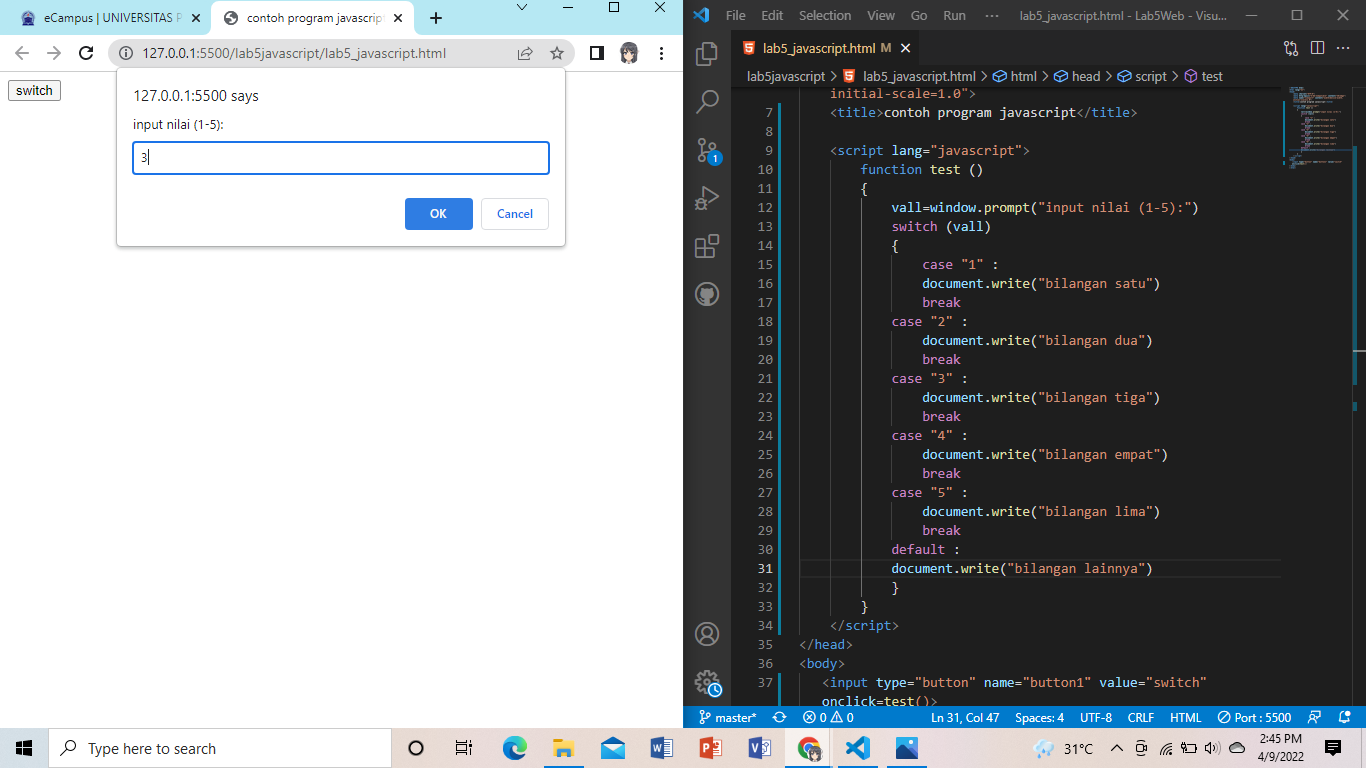 eCampus | UNIVERSITAS P
contoh program javascript
127.0.0.1:5500/lab5javascript/lab5_javascript.html
switch
127.0.0.1:5500 says
input nilai (1-5):
3
OK
Cancel
File Edit Selection View Go Run ··· lab5_javascript.html - Lab5Web - Visu...
lab5_javascript.html M
lab5javascript > lab5_javascript.html > html > head > script > test
initial-scale=1.0">
7 <title>contoh program javascript</title>
8
9 <script lang="javascript">
10 function test ()
11 {
12 vall=window.prompt("input nilai (1-5):")
13 switch (vall)
14 {
15 case "1" :
16 document.write("bilangan satu")
17 break
18 case "2" :
19 document.write("bilangan dua")
20 break
21 case "3" :
22 document.write("bilangan tiga")
23 break
24 case "4" :
25 document.write("bilangan empat")
26 break
27 case "5" :
28 document.write("bilangan lima")
29 break
30 default :
31 document.write("bilangan lainnya")
32 }
33 }
34 </script>
35 </head>
36 <body>
37 <input type="button" name="button1" value="switch"
onclick=test()>
1
master* 0 0 Ln 31, Col 47 Spaces: 4 UTF-8 CRLF HTML Port : 5500
Type here to search
31°C
2:45 PM
4/9/2022